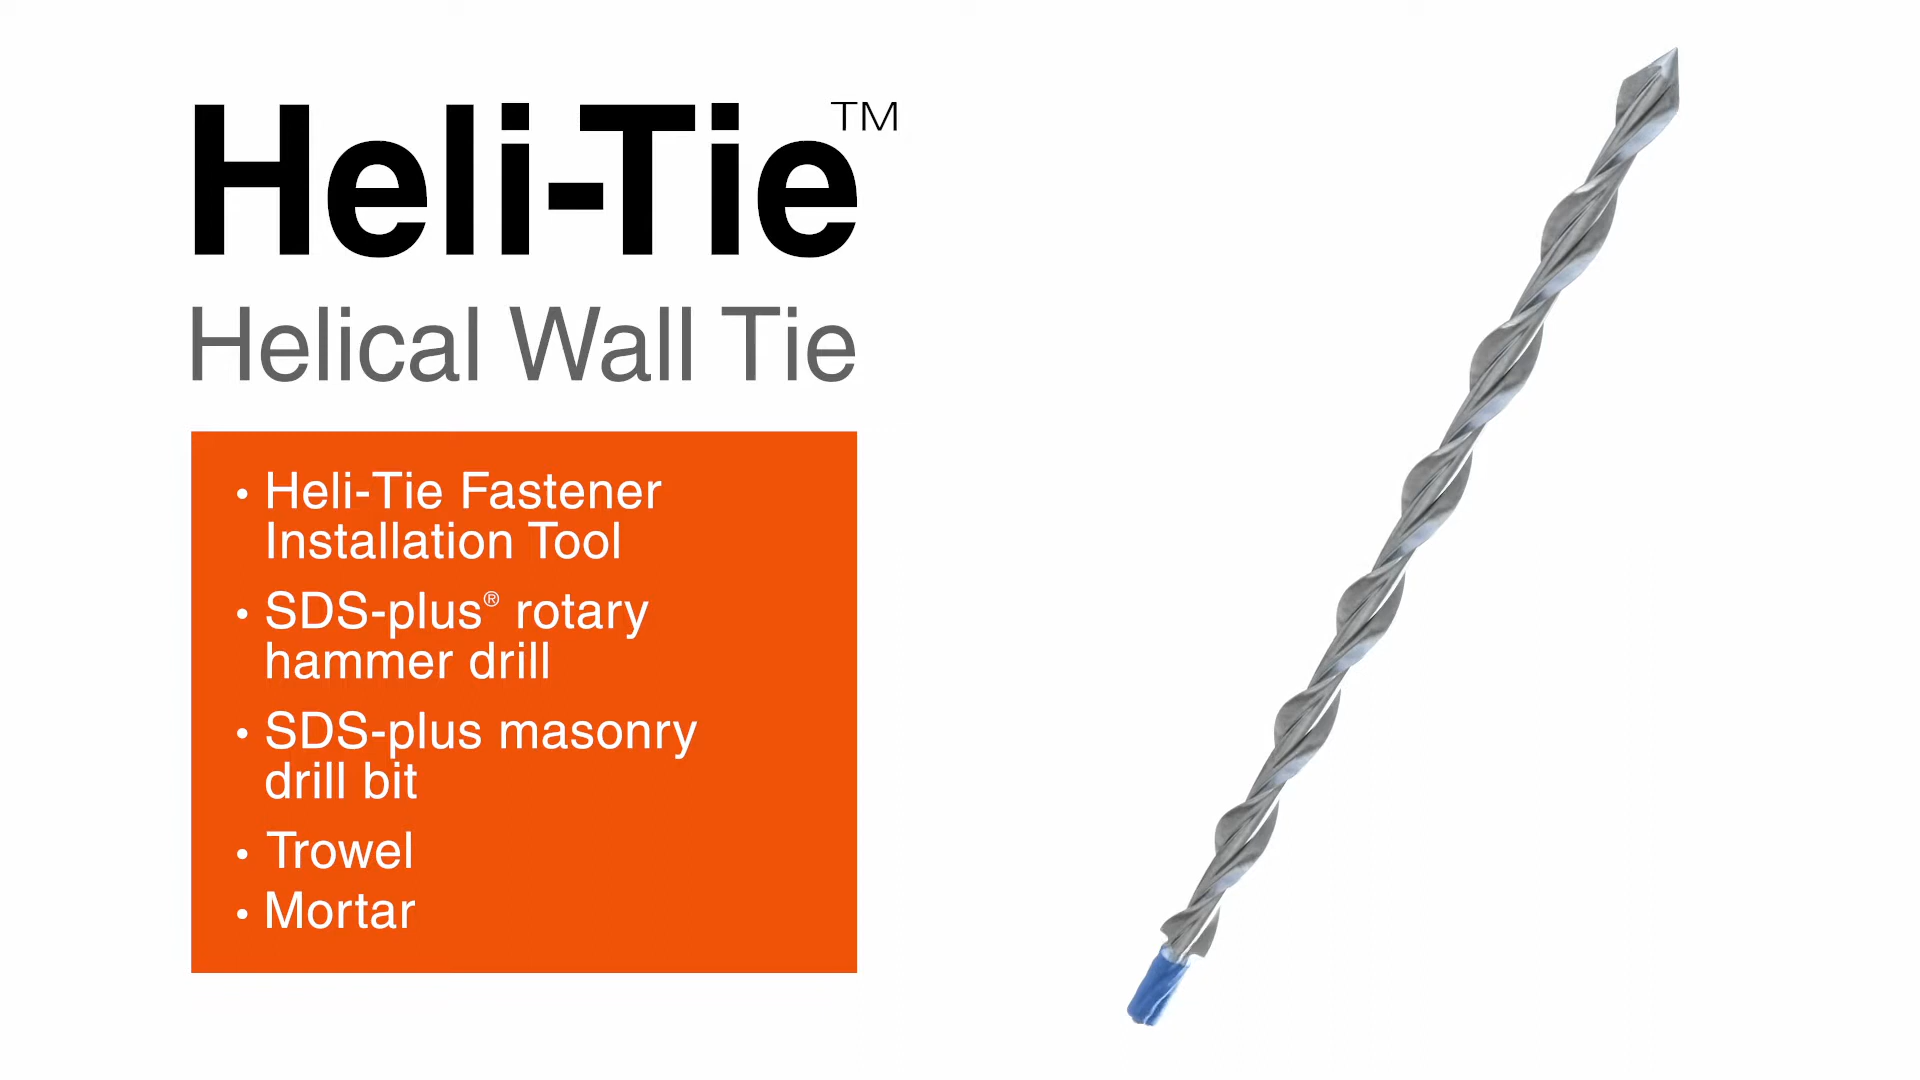 Heli-Tie™
Helical Wall Tie
• Heli-Tie Fastener
Installation Tool
• SDS-plus® rotary
hammer drill
• SDS-plus masonry
drill bit
• Trowel
• Mortar